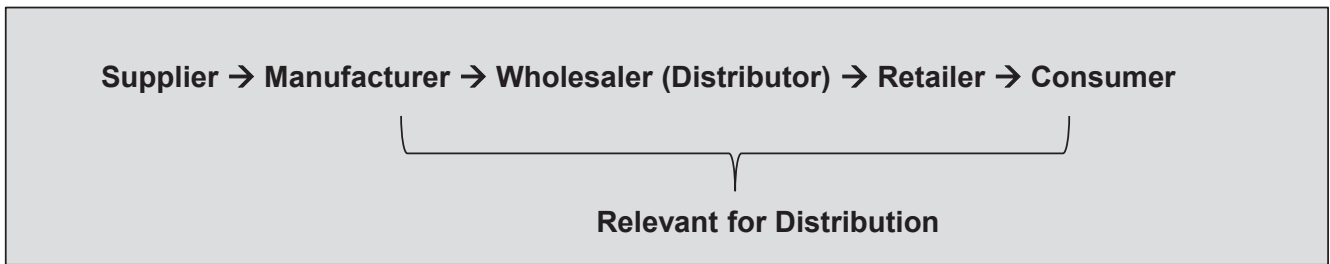 Supplier → Manufacturer → Wholesaler (Distributor) → Retailer → Consumer
Relevant for Distribution